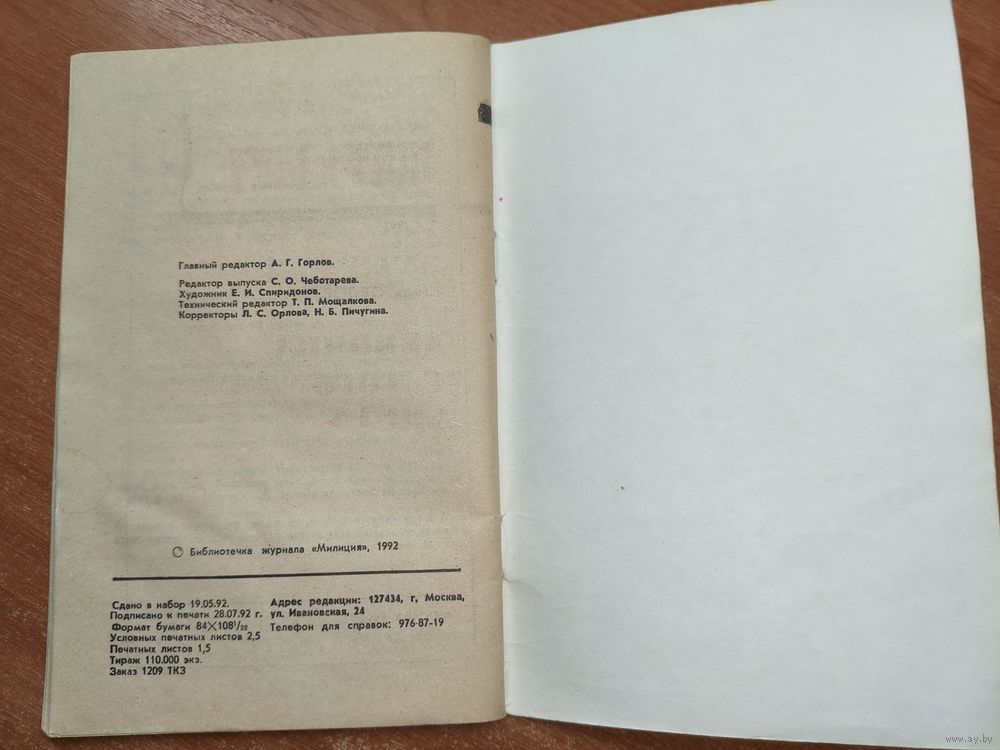 Главный редактор А. Г. Горлов.
Редактор выпуска С. О. Чеботарева.
Художник Е. И. Спиридонов.
Технический редактор Т. П. Мощалкова.
Корректоры Л. С. Орлова, Н. Б. Пичугина.
© Библиотечка журнала «Милиция», 1992
Сдано в набор 19.05.92.
Подписано к печати 28.07.92 г.
Формат бумаги 84×108¹/₃₂
Условных печатных листов 2,5
Печатных листов 1,5
Тираж 110.000 экз.
Заказ 1209 ТКЗ
Адрес редакции: 127434, г. Москва,
ул. Ивановская, 24
Телефон для справок: 976-87-19
www.ay.by